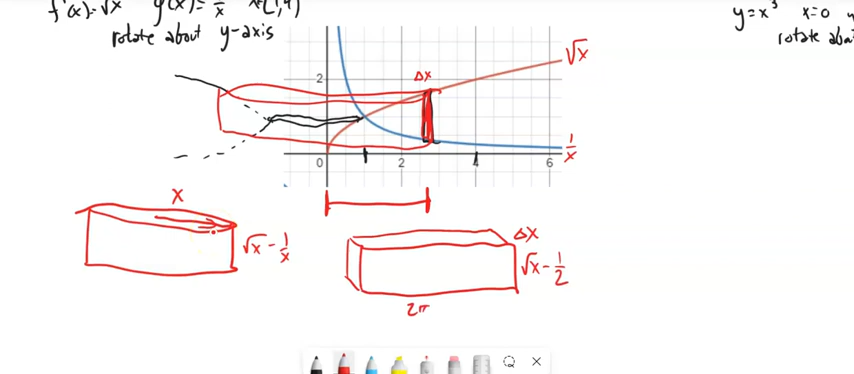 f(x)=√x g(x)=1/x x∈[1,4]
rotate about y-axis
y=x³ x=0
rotate abou
Δx
√x
2
1/x
0 2 4 6
x
√x - 1/x
Δx
√x - 1/2
2π